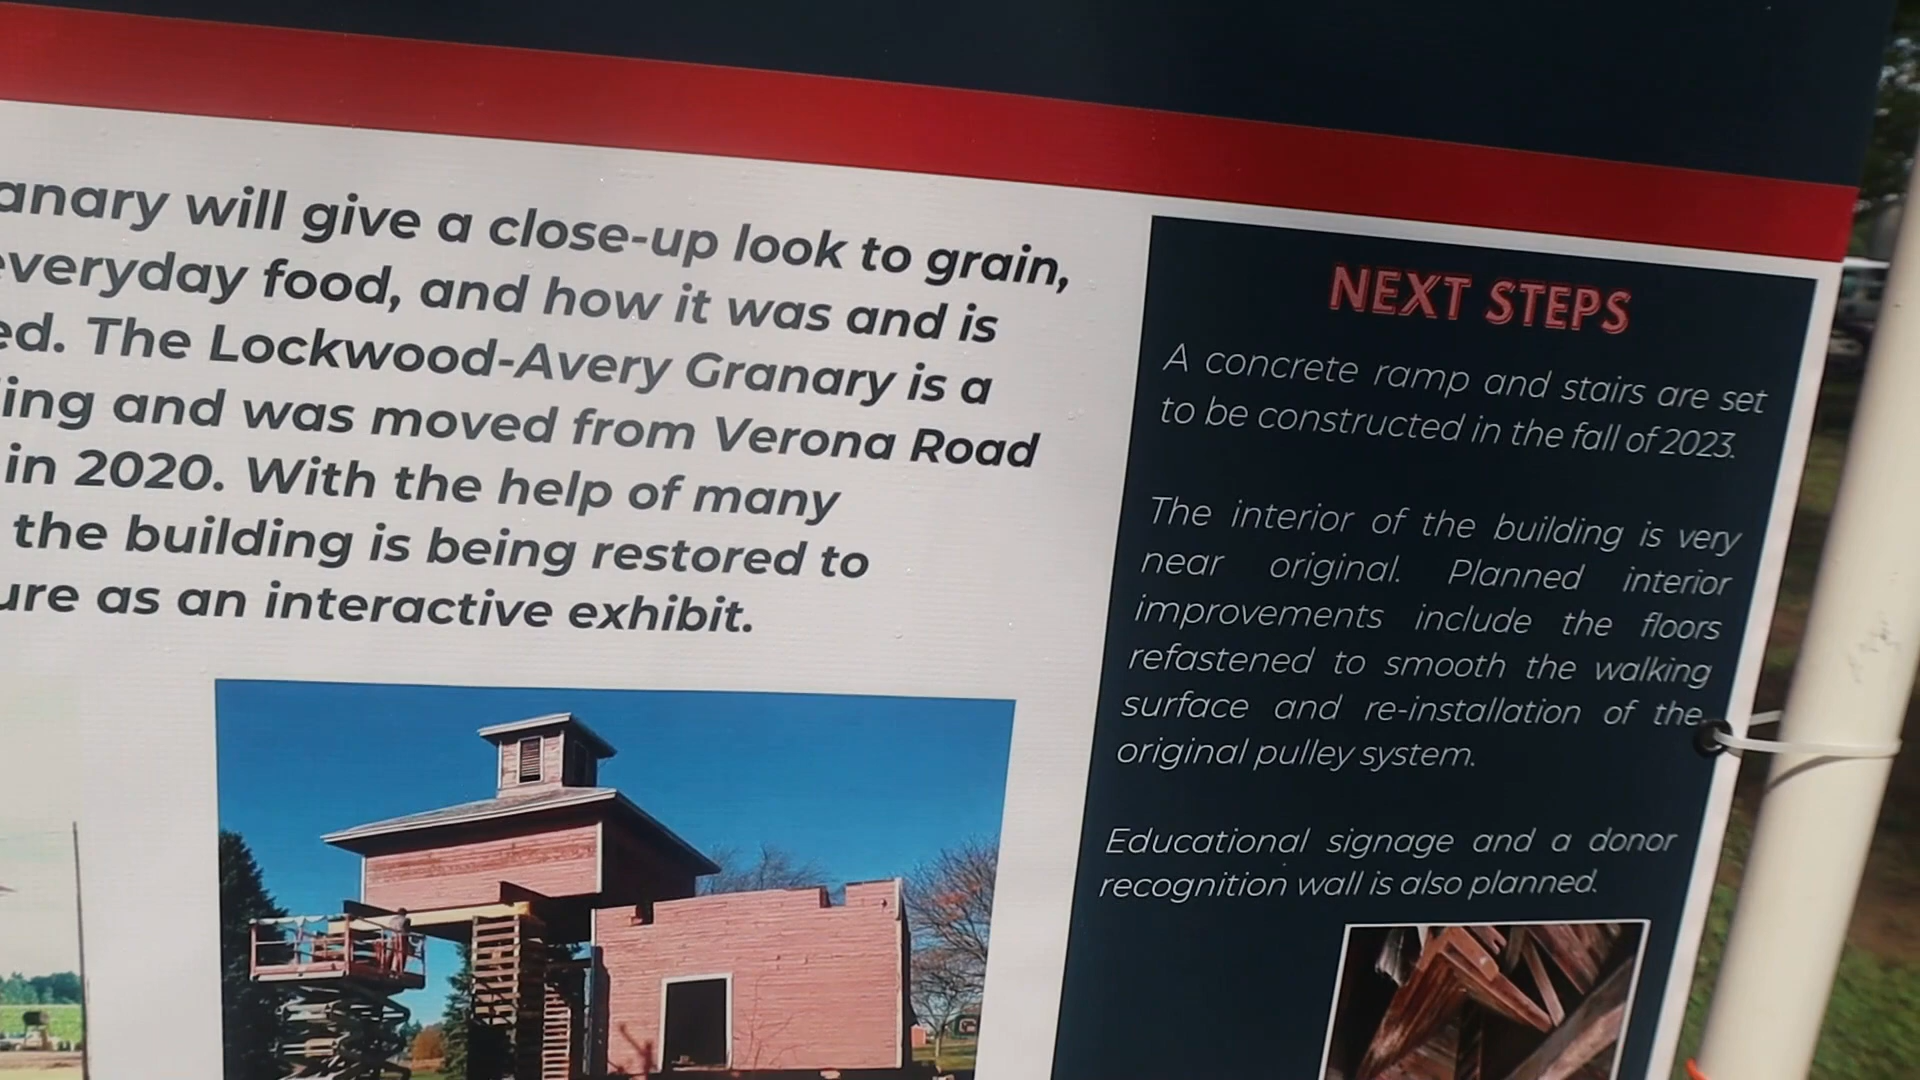 will give a close-up look to grain,
food, and how it was and is
The Lockwood-Avery Granary is a
and was moved from Verona Road
in 2020. With the help of many
the building is being restored to
as an interactive exhibit.
NEXT STEPS
A concrete ramp and stairs are set
to be constructed in the fall of 2023.
The interior of the building is very
near original. Planned interior
improvements include the floors
refastened to smooth the walking
surface and re-installation of the
original pulley system.
Educational signage and a donor
recognition wall is also planned.